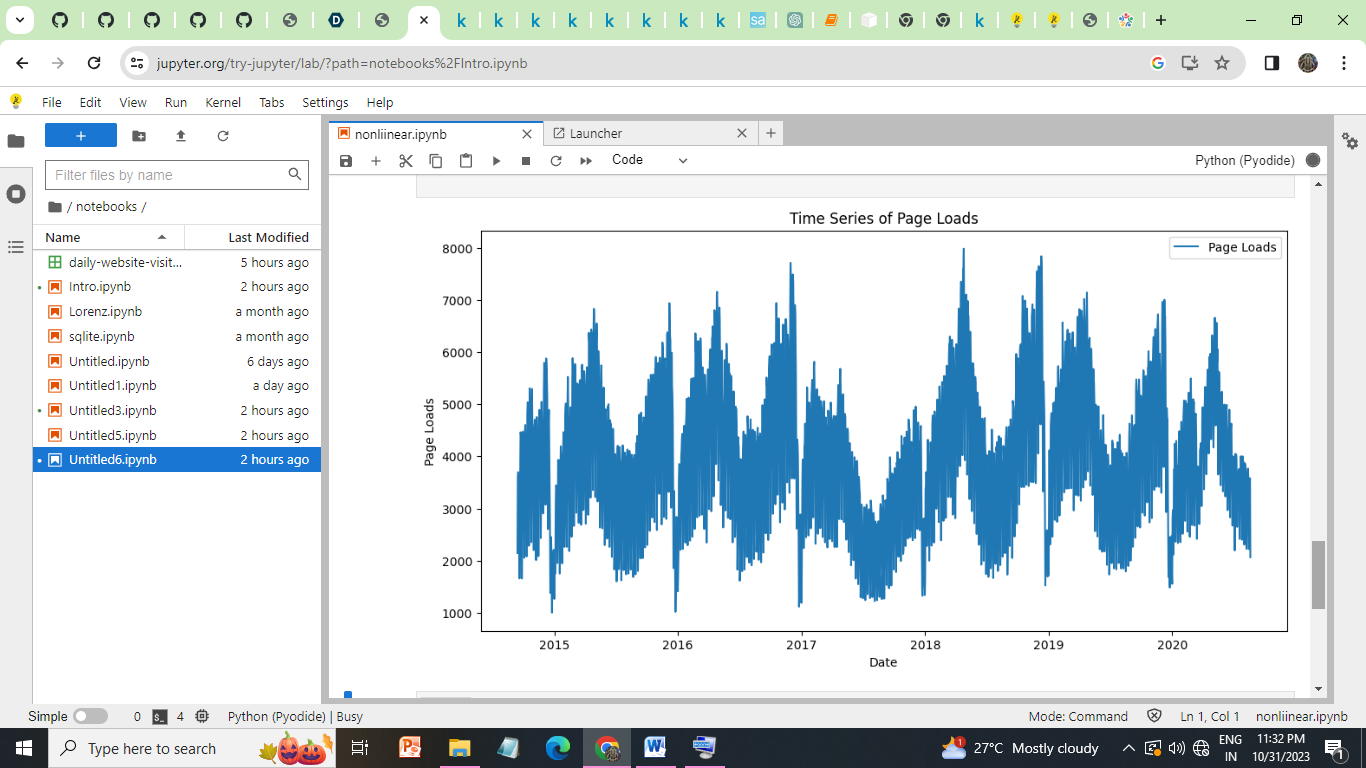 jupyter.org/try-jupyter/lab/?path=notebooks%2FIntro.ipynb
File Edit View Run Kernel Tabs Settings Help
+
Filter files by name
/ notebooks /
Name Last Modified
daily-website-visit... 5 hours ago
Intro.ipynb 2 hours ago
Lorenz.ipynb a month ago
sqlite.ipynb a month ago
Untitled.ipynb 6 days ago
Untitled1.ipynb a day ago
Untitled3.ipynb 2 hours ago
Untitled5.ipynb 2 hours ago
Untitled6.ipynb 2 hours ago
nonliinear.ipynb Launcher
Code Python (Pyodide)
Time Series of Page Loads
Page Loads
8000
7000
6000
5000
4000
3000
2000
1000
Page Loads
2015 2016 2017 2018 2019 2020
Date
Simple 0 4 Python (Pyodide) | Busy Mode: Command Ln 1, Col 1 nonliinear.ipynb
Type here to search
27°C Mostly cloudy
ENG
IN
11:32 PM
10/31/2023